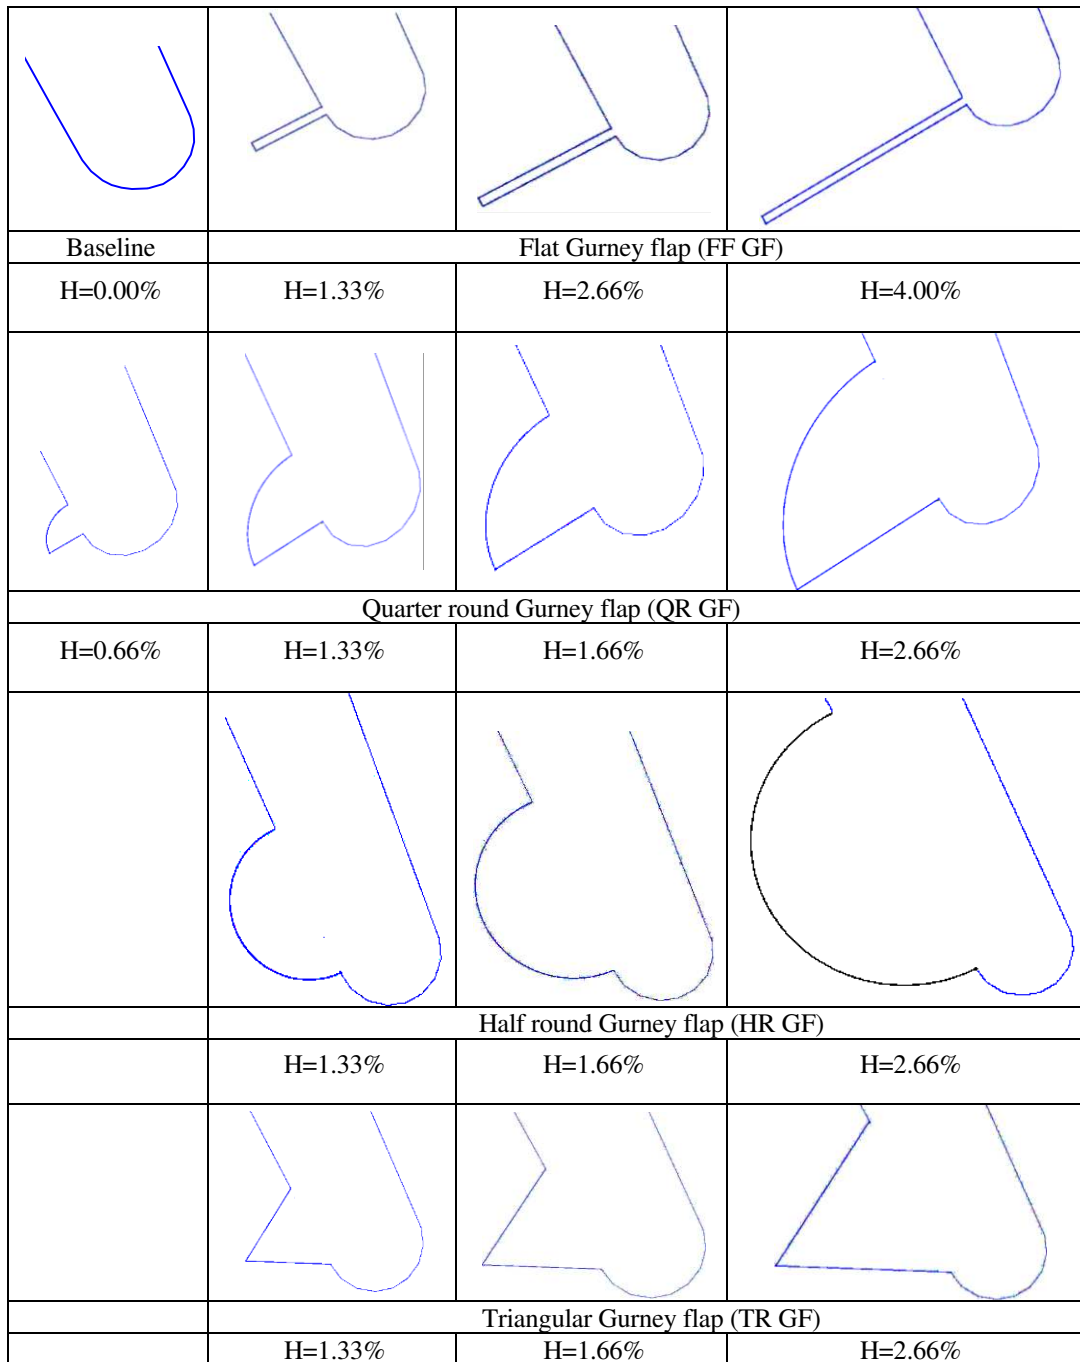 Baseline Flat Gurney flap (FF GF)
H=0.00% H=1.33% H=2.66% H=4.00%
Quarter round Gurney flap (QR GF)
H=0.66% H=1.33% H=1.66% H=2.66%
Half round Gurney flap (HR GF)
H=1.33% H=1.66% H=2.66%
Triangular Gurney flap (TR GF)
H=1.33% H=1.66% H=2.66%